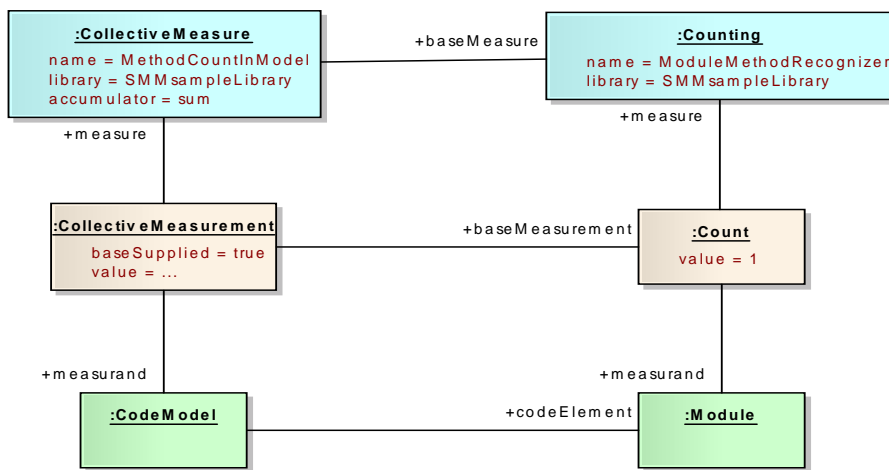 :CollectiveMeasure
name = MethodCountInModel
library = SMMsampleLibrary
accumulator = sum
+baseMeasure
:Counting
name = ModuleMethodRecognizer
library = SMMsampleLibrary
+measure
+measure
:CollectiveMeasurement
baseSupplied = true
value = ...
+baseMeasurement
:Count
value = 1
+measurand
+measurand
:CodeModel
+codeElement
:Module